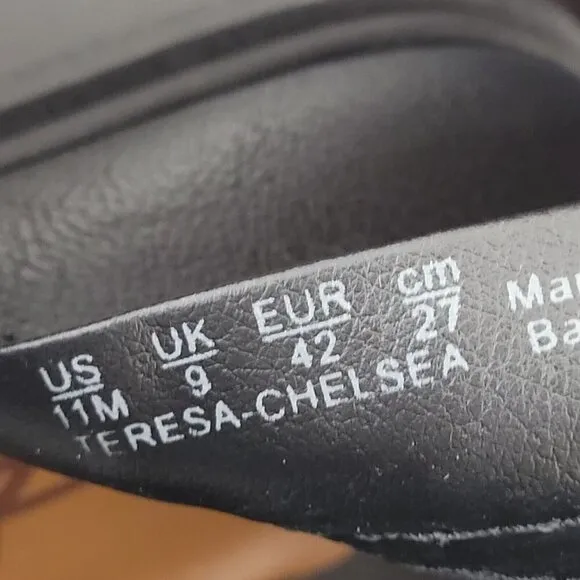 US UK EUR cm
11M 9 42 27
TERESA-CHELSEA